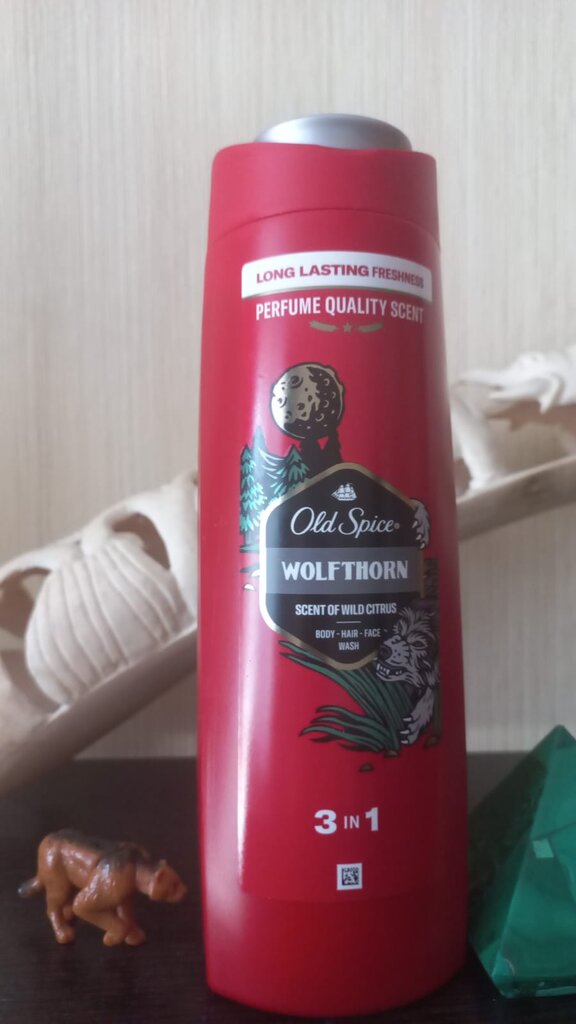 LONG LASTING FRESHNESS
PERFUME QUALITY SCENT
Old Spice®
WOLFTHORN
SCENT OF WILD CITRUS
BODY - HAIR - FACE
WASH
3 IN 1